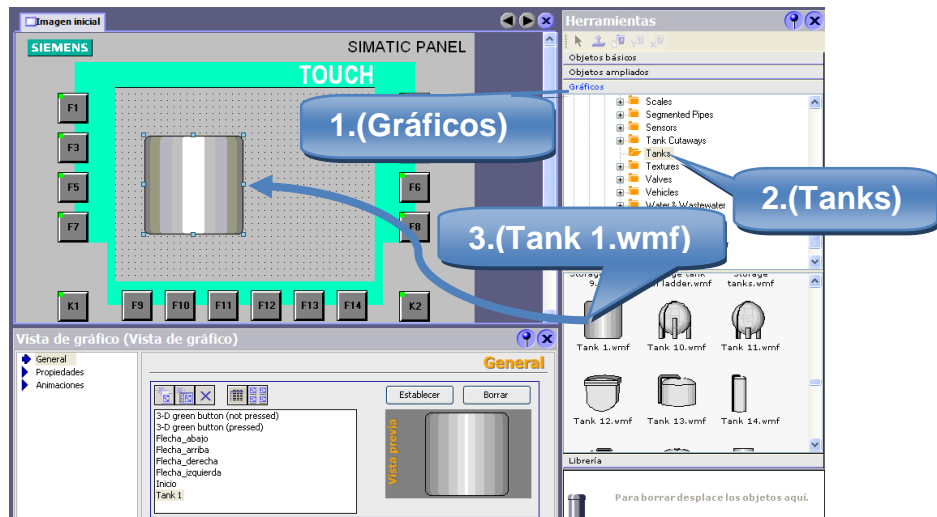 Imagen inicial
SIEMENS
SIMATIC PANEL
TOUCH
F1
F3
F5
F7
F6
F8
K1
F9
F10
F11
F12
F13
F14
K2
1.(Gráficos)
2.(Tanks)
3.(Tank 1.wmf)
Herramientas
Objetos básicos
Objetos ampliados
Gráficos
Scales
Segmented Pipes
Sensors
Tank Cutaways
Tanks
Textures
Valves
Vehicles
Water & Wastewater
ladder.wmf
tanks.wmf
Tank 1.wmf
Tank 10.wmf
Tank 11.wmf
Tank 12.wmf
Tank 13.wmf
Tank 14.wmf
Librería
Para borrar desplace los objetos aquí.
Vista de gráfico (Vista de gráfico)
General
Propiedades
Animaciones
General
Establecer
Borrar
3-D green button (not pressed)
3-D green button (pressed)
Flecha_abajo
Flecha_arriba
Flecha_derecha
Flecha_izquierda
Inicio
Tank 1
Vista previa